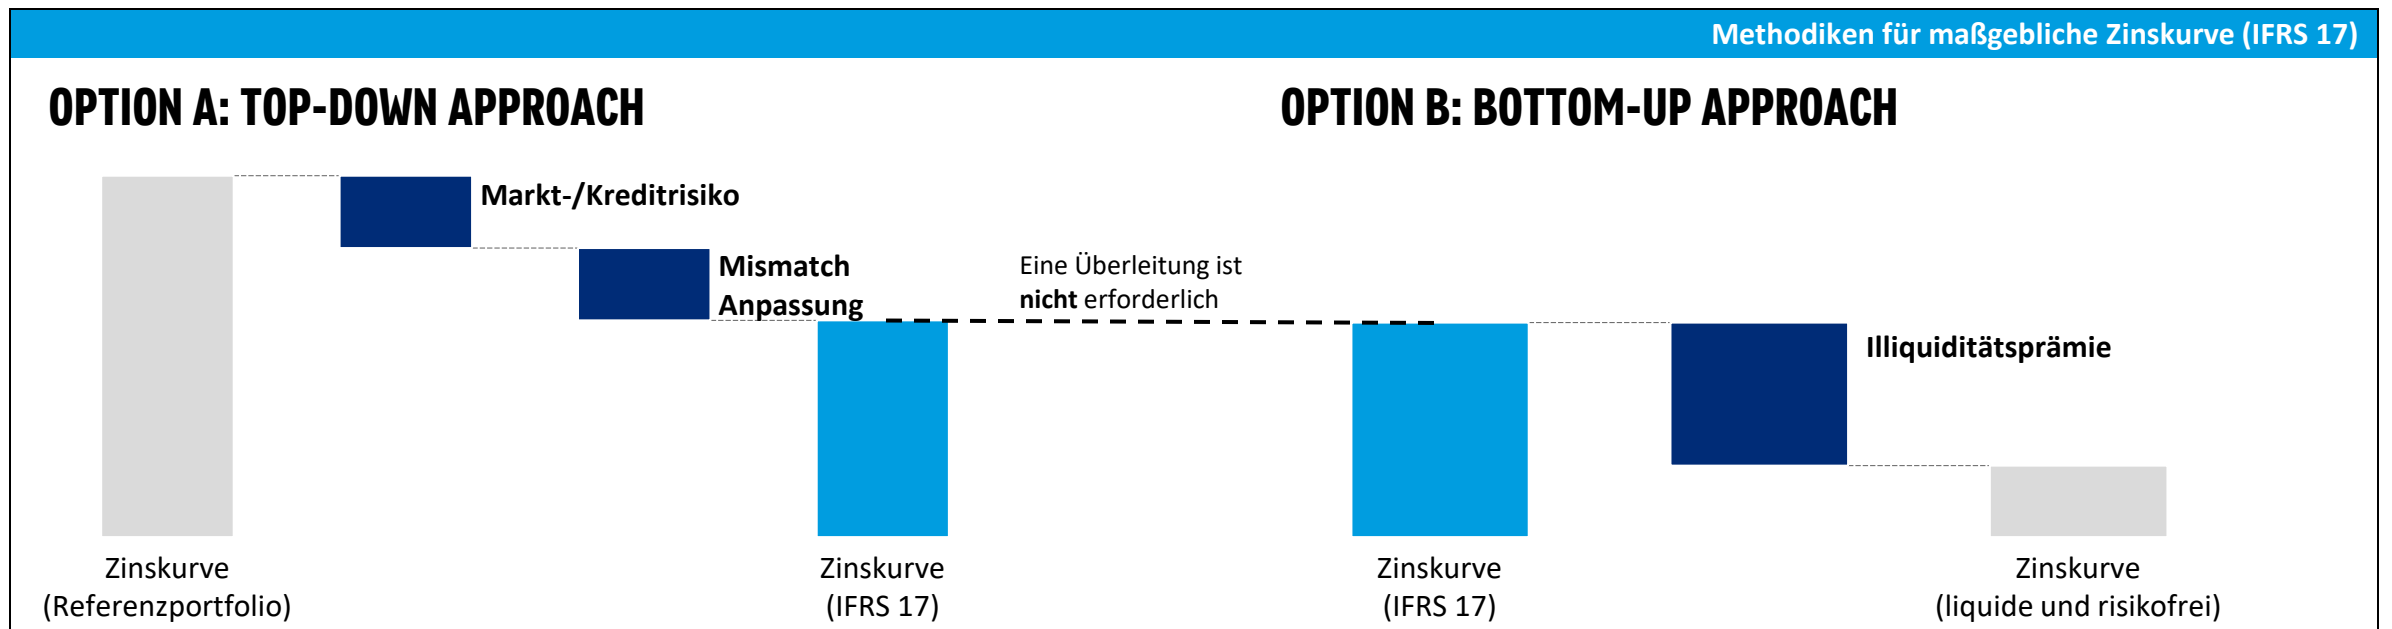 Methodiken für maßgebliche Zinskurve (IFRS 17)
OPTION A: TOP-DOWN APPROACH
Markt-/Kreditrisiko
Mismatch
Anpassung
Zinskurve
(Referenzportfolio)
Zinskurve
(IFRS 17)
Eine Überleitung ist
nicht erforderlich
OPTION B: BOTTOM-UP APPROACH
Illiquiditätsprämie
Zinskurve
(IFRS 17)
Zinskurve
(liquide und risikofrei)